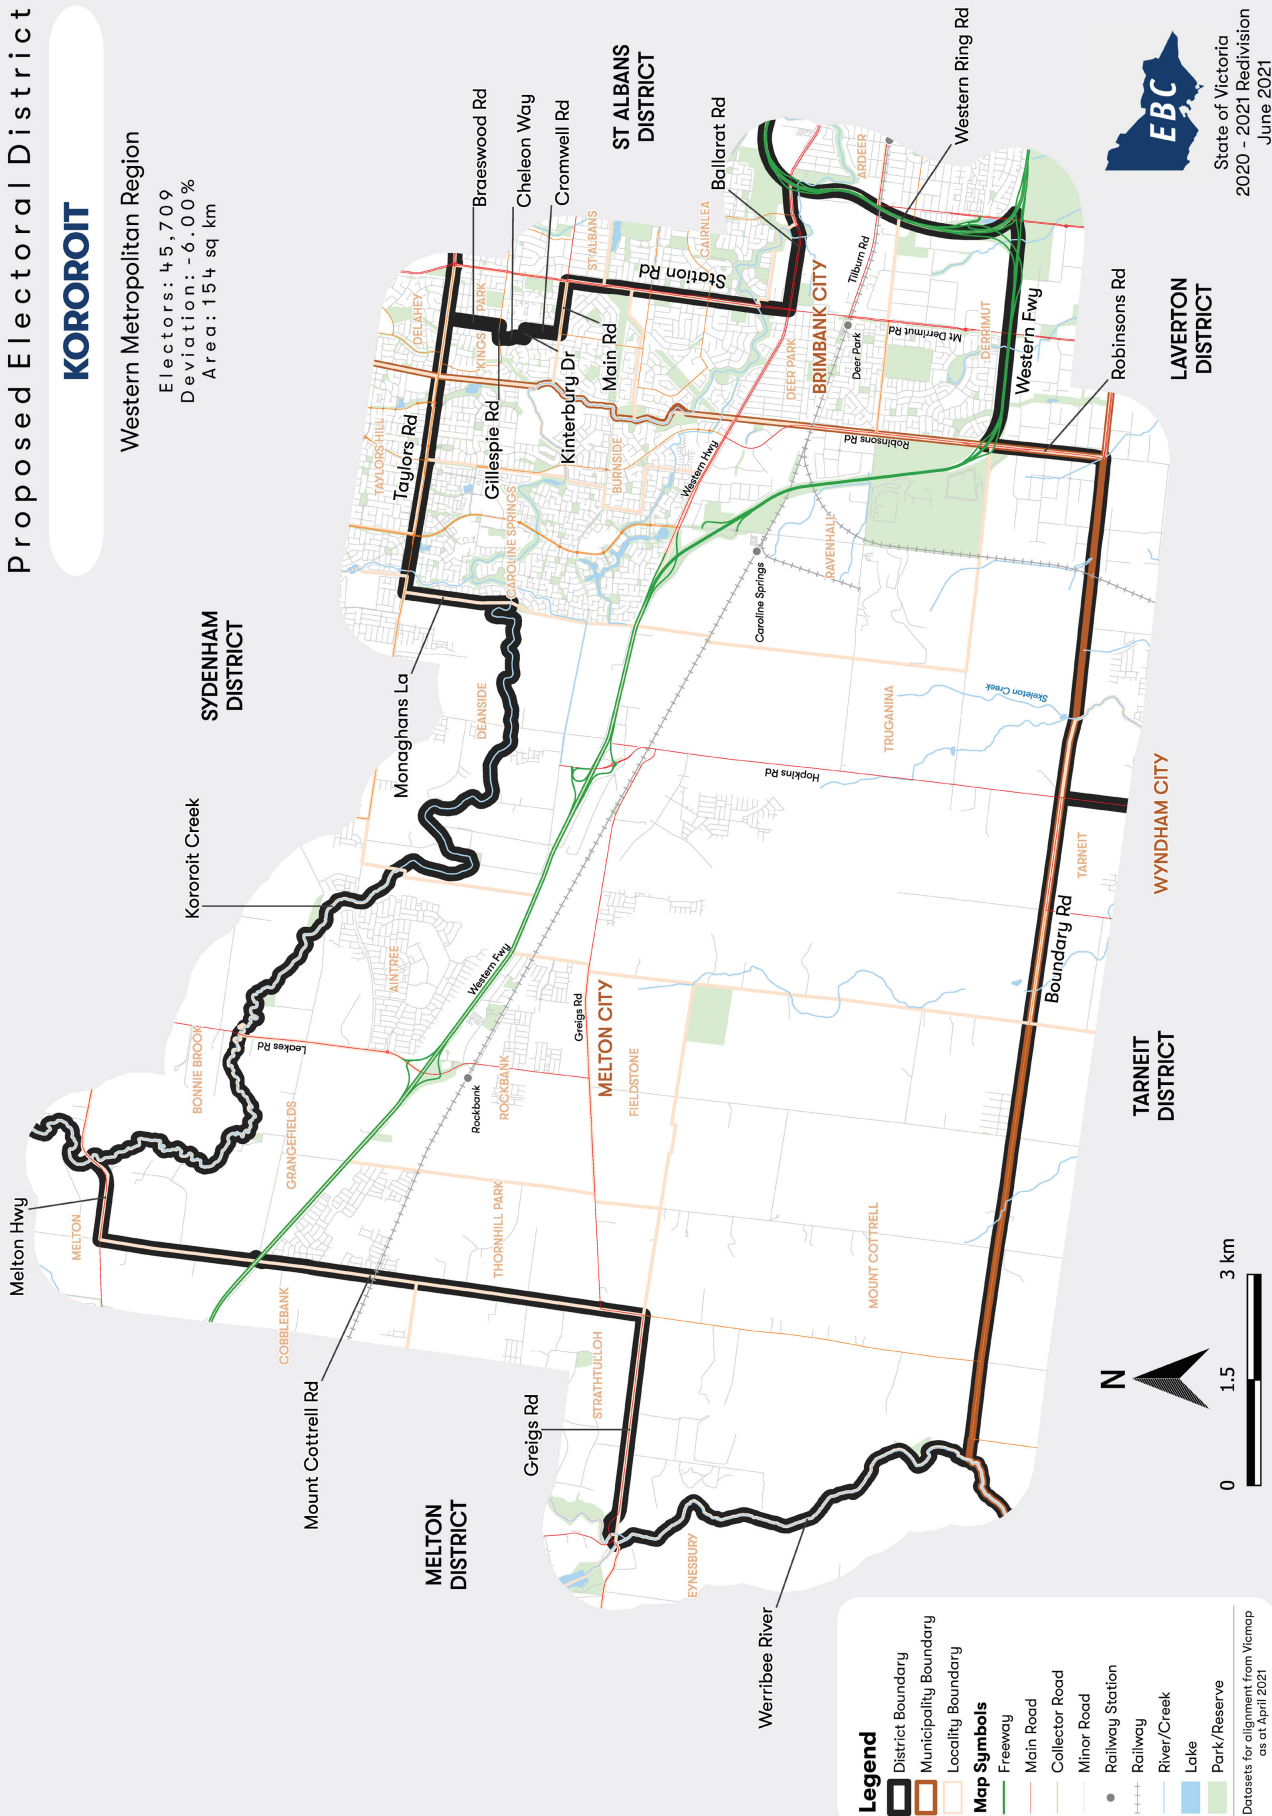 Proposed Electoral District
KOROROIT
Western Metropolitan Region
Electors: 45,709
Deviation: -6.00%
Area: 154 sq km
SYDENHAM
DISTRICT
ST ALBANS
DISTRICT
MELTON
DISTRICT
TARNEIT
DISTRICT
LAVERTON
DISTRICT
WYNDHAM CITY
MELTON CITY
BRIMBANK CITY
Melton Hwy
Kororoit Creek
Monaghans La
Taylors Rd
Gillespie Rd
Kinterbury Dr
Main Rd
Braeswood Rd
Cheleon Way
Cromwell Rd
Station Rd
Ballarat Rd
Western Ring Rd
Western Fwy
Robinsons Rd
Boundary Rd
Mount Cottrell Rd
Greigs Rd
Werribee River
MELTON
BONNIE BROOK
GRANGEFIELDS
COBBLEBANK
THORNHILL PARK
STRATHTULLOH
EYNESBURY
MOUNT COTTRELL
FIELDSTONE
ROCKBANK
AINTREE
DEANSIDE
TAYLORS HILL
CAROLINE SPRINGS
BURNSIDE
DELAHEY
KINGS PARK
ST ALBANS
CAIRNLEA
ARDEER
DEER PARK
DERRIMUT
RAVENHALL
TRUGANINA
TARNEIT
Leakes Rd
Western Fwy
Greigs Rd
Rockbank
Hopkins Rd
Skeleton Creek
Caroline Springs
Western Hwy
Robinsons Rd
Deer Park
Tilburn Rd
Mt Derrimut Rd
N
0 1.5 3 km
Legend
District Boundary
Municipality Boundary
Locality Boundary
Map Symbols
Freeway
Main Road
Collector Road
Minor Road
Railway Station
Railway
River/Creek
Lake
Park/Reserve
Datasets for alignment from Vicmap
as at April 2021
EBC
State of Victoria
2020 - 2021 Redivision
June 2021